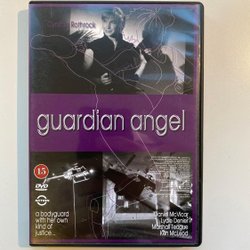 Rothrock
guardian angel
15
DVD
a bodyguard
with her own
kind of
justice...
Daniel McVicar
Lydie Denier
Marshall Teague
Ken McLeod